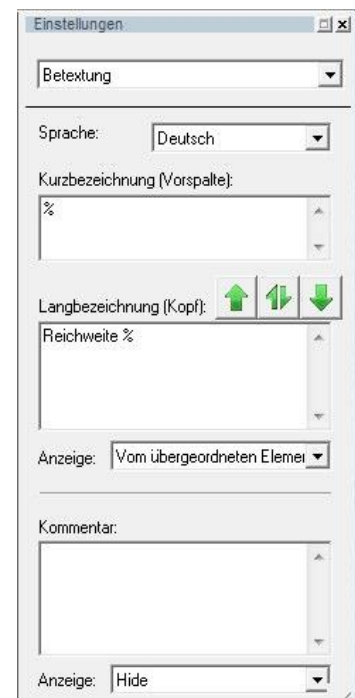 Einstellungen
Betextung
Sprache: Deutsch
Kurzbezeichnung (Vorspalte):
%
Langbezeichnung (Kopf):
Reichweite %
Anzeige: Vom übergeordneten Elemei
Kommentar:
Anzeige: Hide